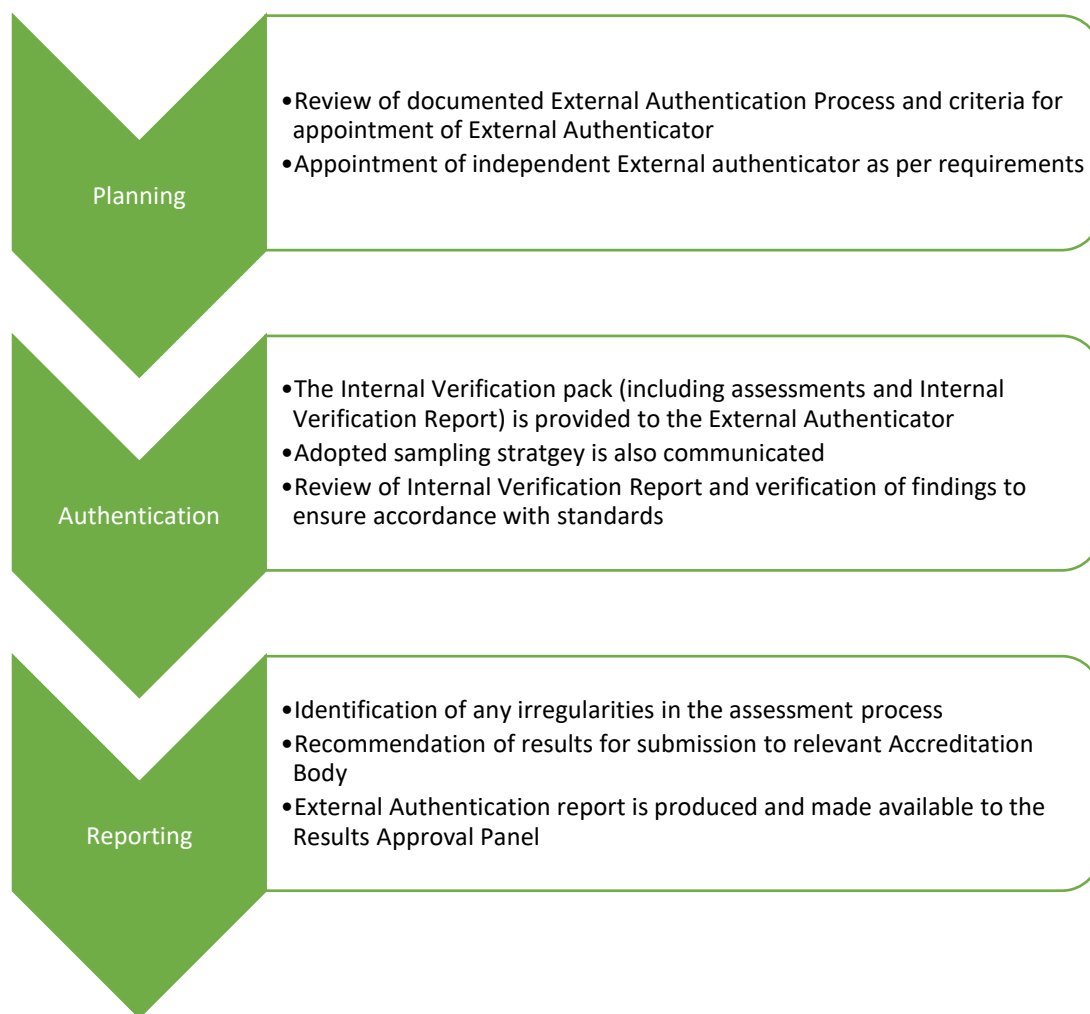 Planning
•Review of documented External Authentication Process and criteria for
appointment of External Authenticator
•Appointment of independent External authenticator as per requirements
Authentication
•The Internal Verification pack (including assessments and Internal
Verification Report) is provided to the External Authenticator
•Adopted sampling stratgey is also communicated
•Review of Internal Verification Report and verification of findings to
ensure accordance with standards
Reporting
•Identification of any irregularities in the assessment process
•Recommendation of results for submission to relevant Accreditation
Body
•External Authentication report is produced and made available to the
Results Approval Panel